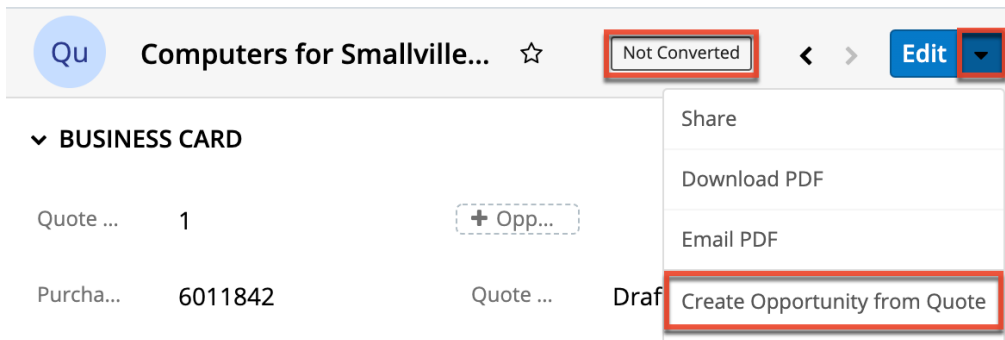 Qu Computers for Smallville... Not Converted Edit
Share
BUSINESS CARD
Download PDF
Quote ... 1 Opp...
Email PDF
Purcha... 6011842 Quote ... Draf
Create Opportunity from Quote